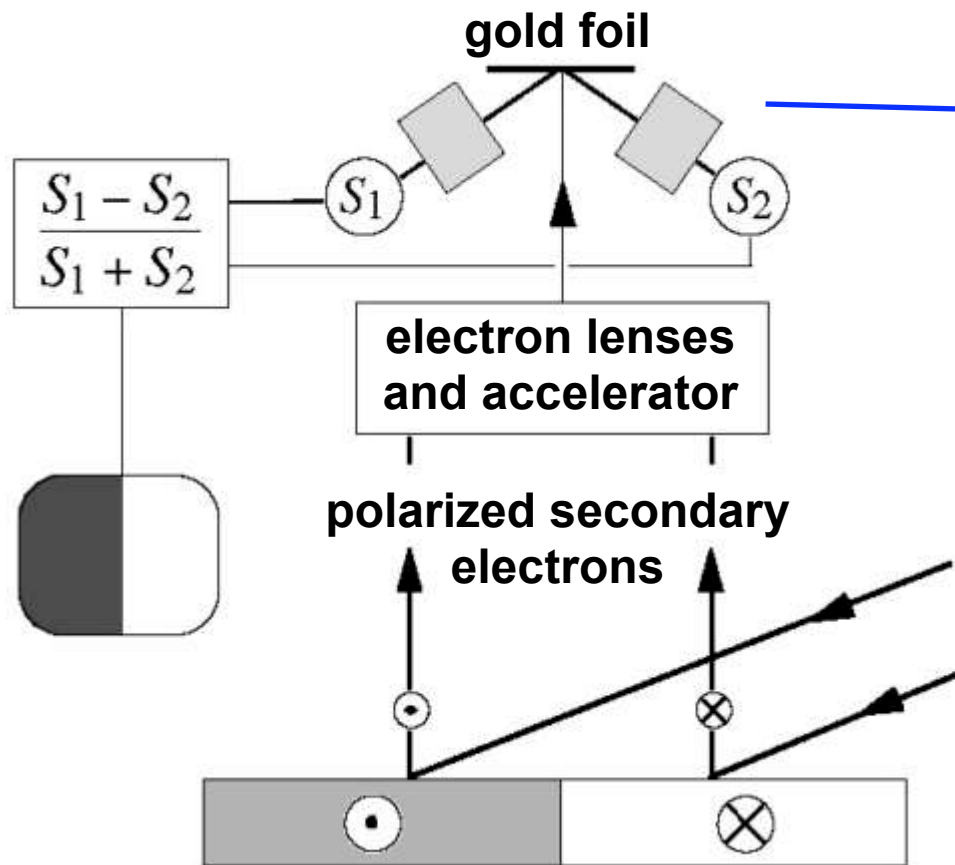 gold foil
S₁
S₂
S₁ − S₂
S₁ + S₂
electron lenses
and accelerator
polarized secondary
electrons